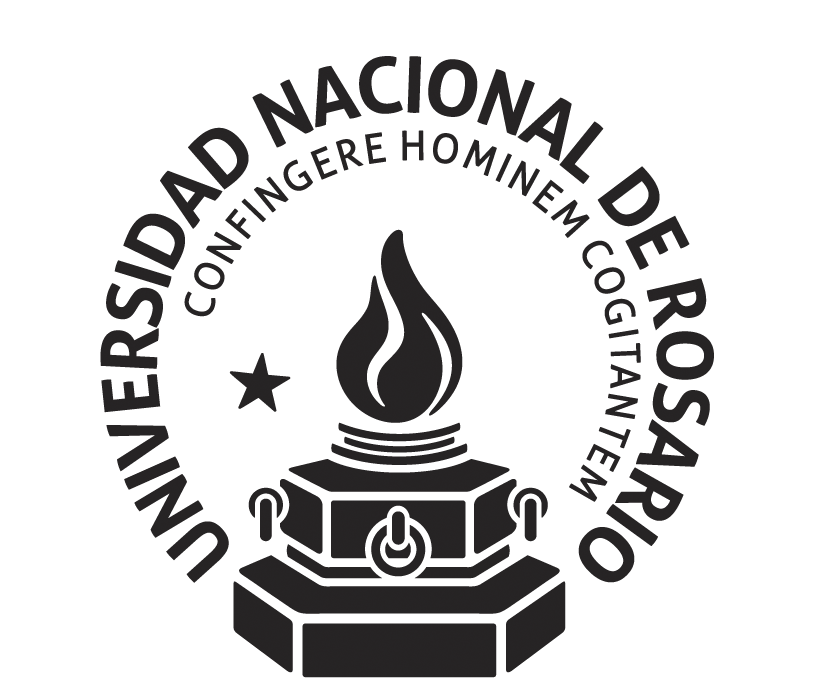 UNIVERSIDAD NACIONAL DE ROSARIO
CONFINGERE HOMINEM COGITANTEM